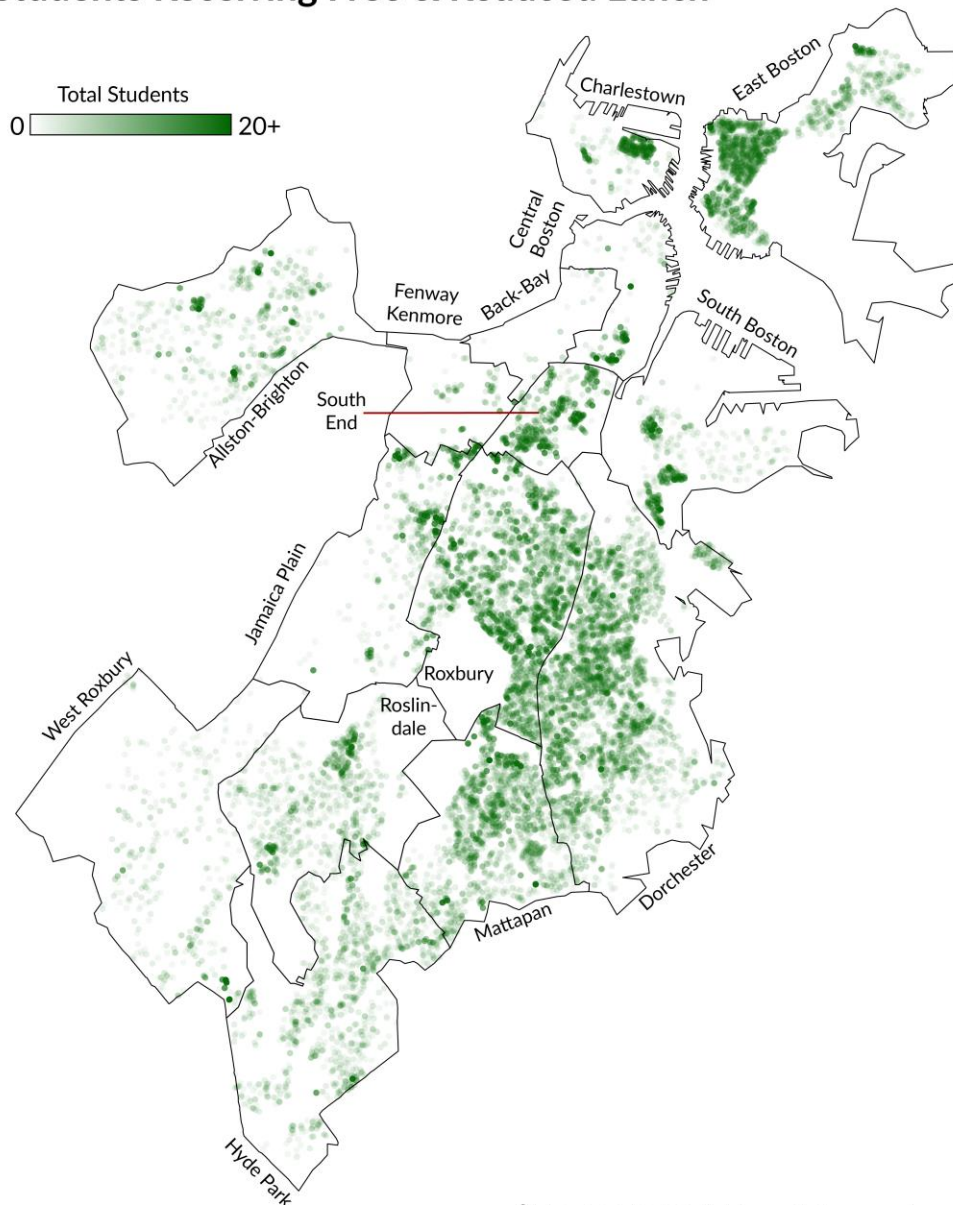 Students Receiving Free & Reduced Lunch
Total Students
0
20+
Charlestown
East Boston
Central
Boston
Back-Bay
Fenway
Kenmore
South Boston
South
End
Allston-Brighton
Jamaica Plain
West Roxbury
Roxbury
Roslin-
dale
Dorchester
Mattapan
Hyde Park